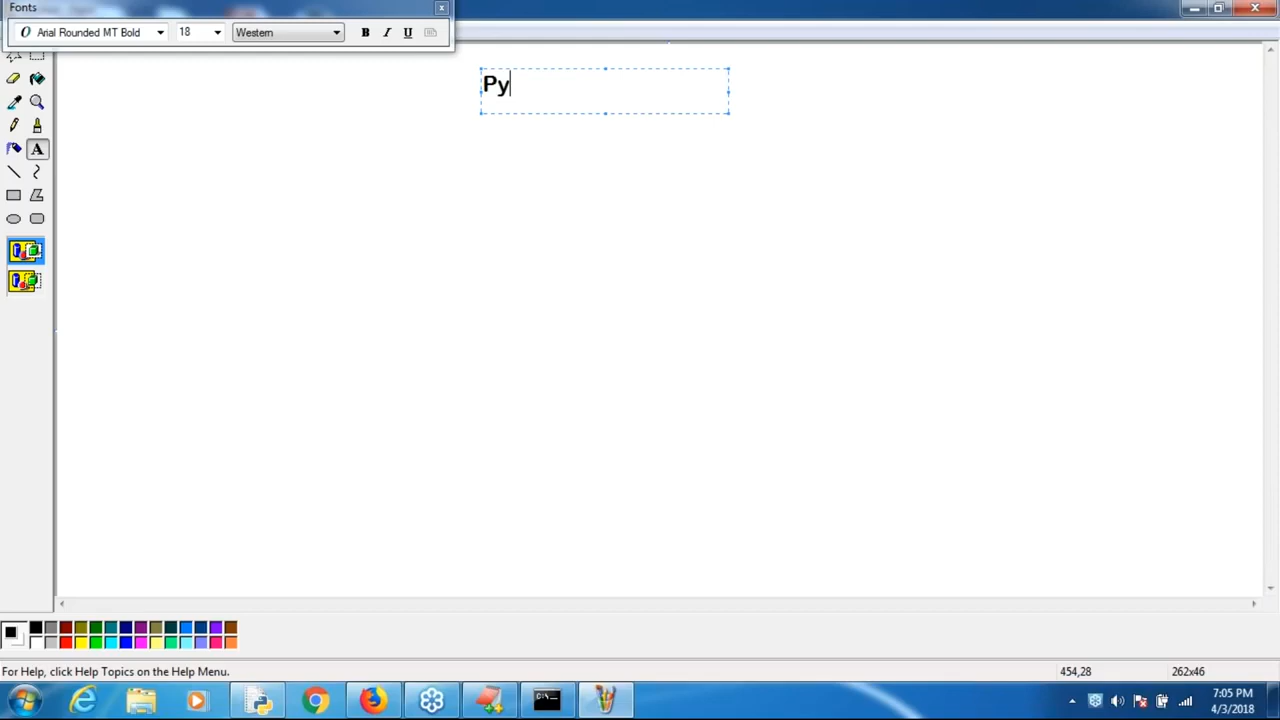 Fonts
Arial Rounded MT Bold 18 Western B I U
Py
A
For Help, click Help Topics on the Help Menu. 454,28 262x46
7:05 PM
4/3/2018